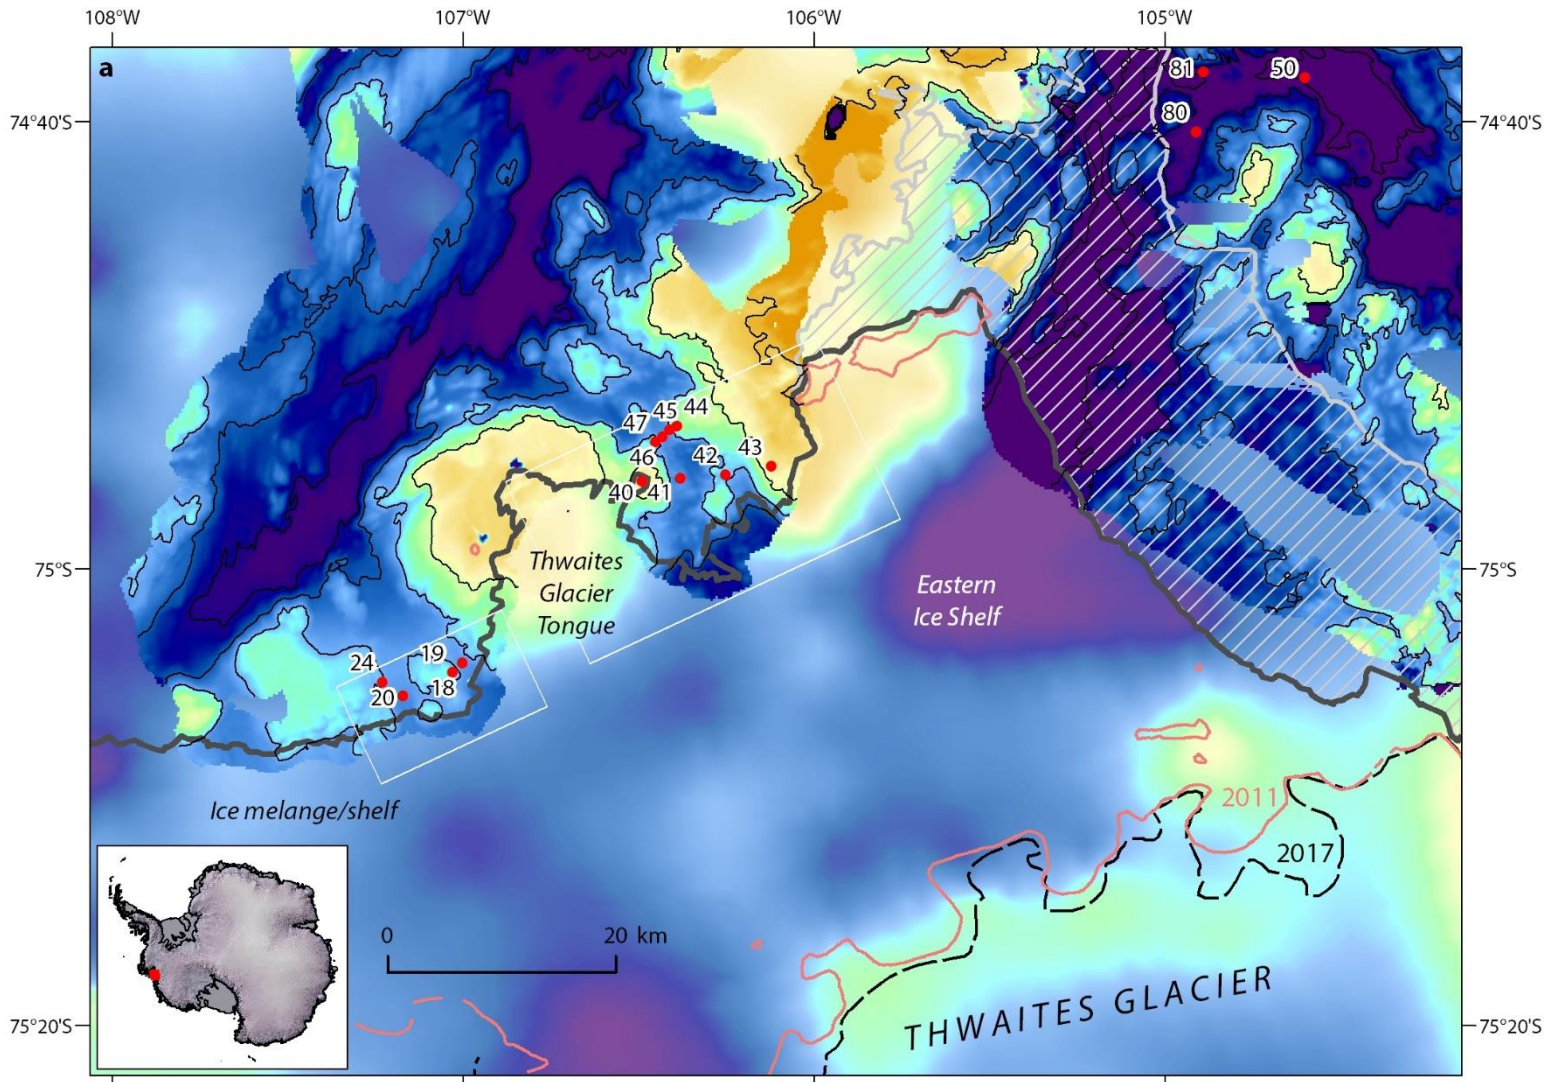 108°W 107°W 106°W 105°W
a
81 50
74°40'S 80 74°40'S
47 45 44
46 42 43
40 41
75°S Thwaites 75°S
Glacier
Tongue
Eastern
Ice Shelf
24 19
20 18
Ice melange/shelf
2011
2017
0 20 km
THWAITES GLACIER
75°20'S 75°20'S